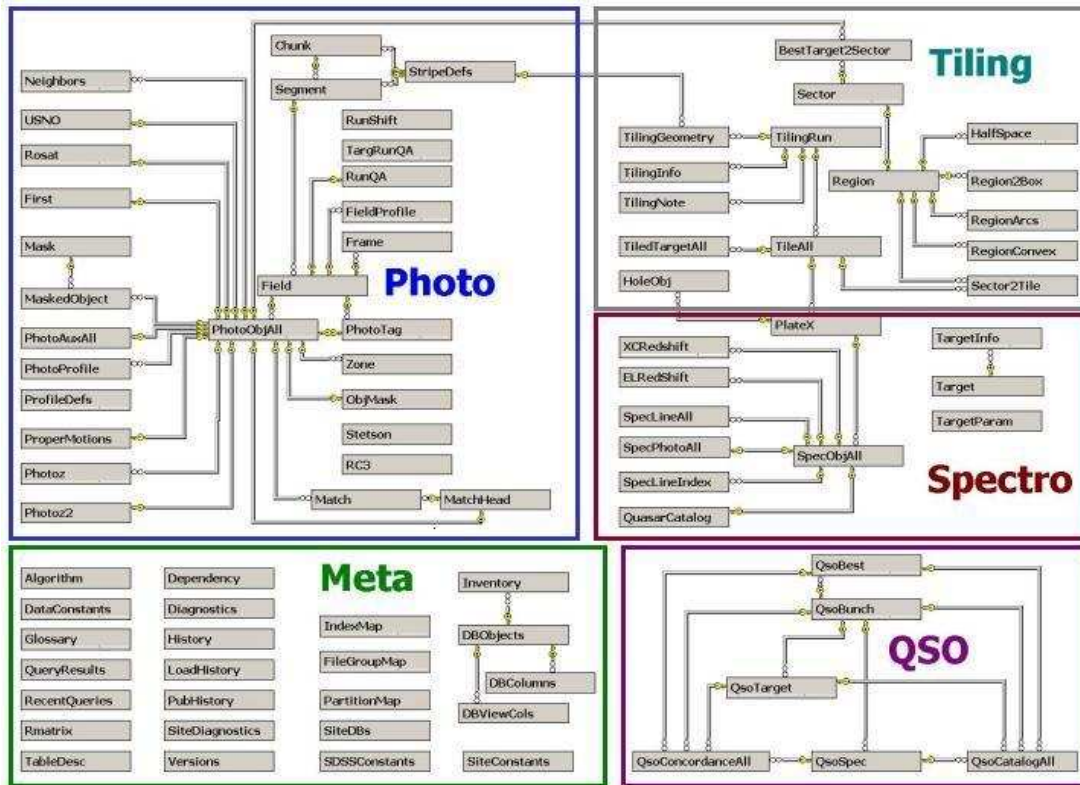 Chunk
StripeDefs
Segment
Neighbors
USNO
Rosat
First
Mask
MaskedObject
PhotoAuxAll
PhotoProfile
ProfileDefs
ProperMotions
Photoz
Photoz2
RunShift
TargRunQA
RunQA
FieldProfile
Frame
Field
Photo
PhotoObjAll
PhotoTag
Zone
ObjMask
Stetson
RC3
Match
MatchHead
BestTarget2Sector
Tiling
Sector
TilingGeometry
TilingRun
HalfSpace
TilingInfo
Region
Region2Box
TilingNote
RegionArcs
TiledTargetAll
TileAll
RegionConvex
HoleObj
Sector2Tile
PlateX
XCRedshift
TargetInfo
ELRedShift
Target
SpecLineAll
TargetParam
SpecPhotoAll
SpecObjAll
SpecLineIndex
Spectro
QuasarCatalog
Meta
Algorithm
DataConstants
Glossary
QueryResults
RecentQueries
Rmatrix
TableDesc
Dependency
Diagnostics
History
LoadHistory
PubHistory
SiteDiagnostics
Versions
IndexMap
FileGroupMap
PartitionMap
SiteDBs
SDSSConstants
Inventory
DBObjects
DBColumns
DBViewCols
SiteConstants
QsoBest
QsoBunch
QSO
QsoTarget
QsoConcordanceAll
QsoSpec
QsoCatalogAll